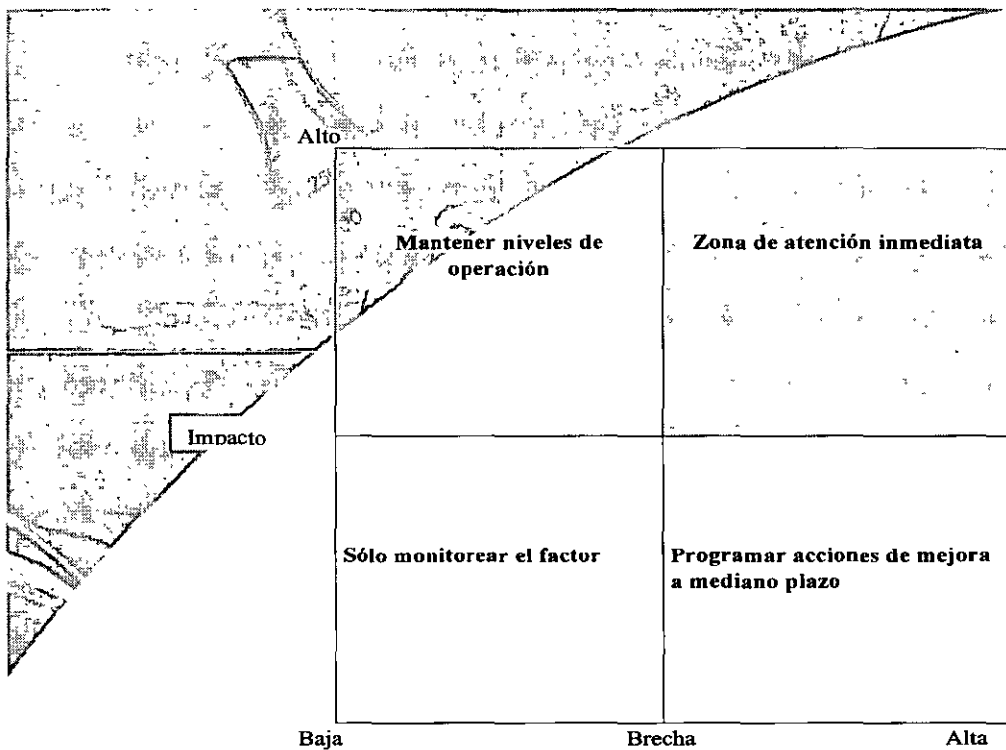 Alto
Mantener niveles de
operación
Zona de atención inmediata
Impacto
Sólo monitorear el factor
Programar acciones de mejora
a mediano plazo
Baja
Brecha
Alta